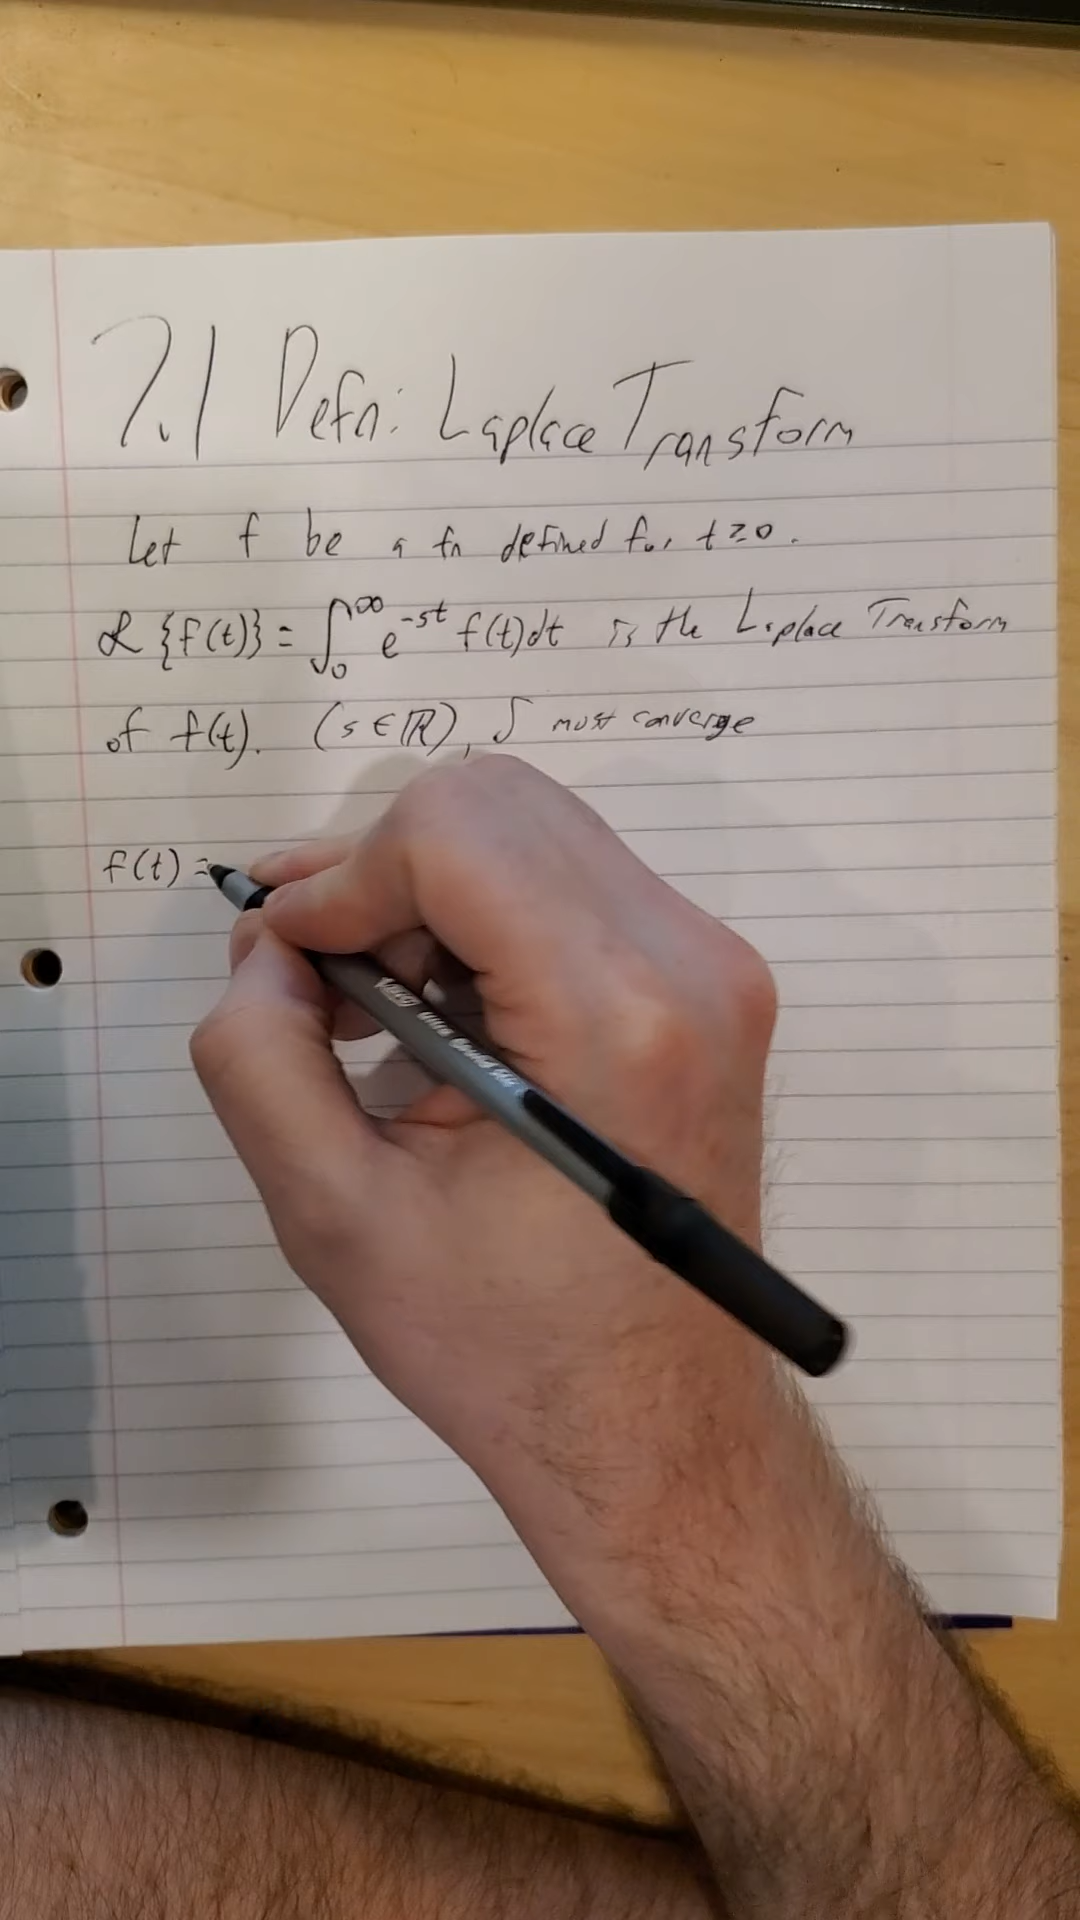 7.1 Defn: Laplace Transform
Let f be a fn defined for t≥0.
ℒ{f(t)} = ∫₀^∞ e^-st f(t)dt is the Laplace Transform
of f(t). (s∈ℝ), ∫ must converge
f(t) =